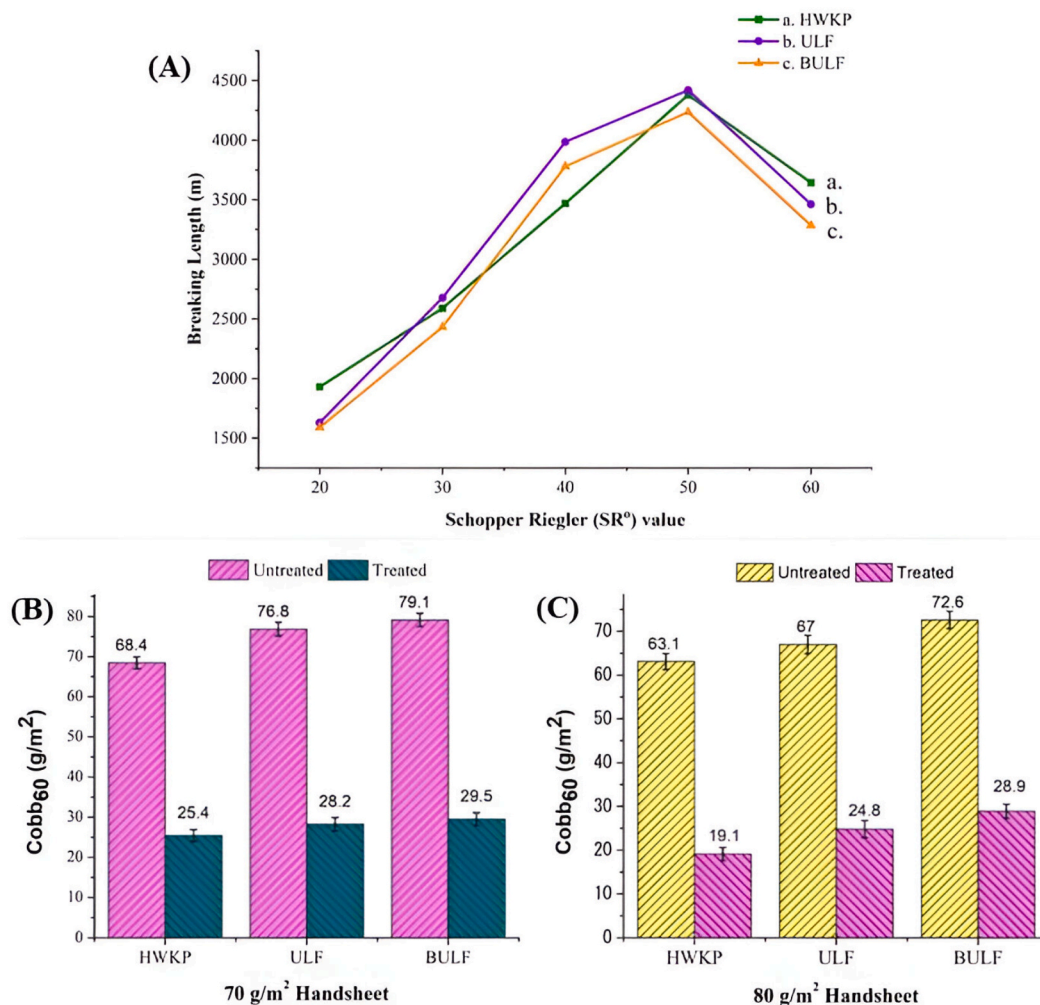 (A)
a. HWKP
b. ULF
c. BULF
4500
4000
3500
3000
2500
2000
1500
Breaking Length (m)
a.
b.
c.
20 30 40 50 60
Schopper Riegler (SRº) value
(B)
Untreated Treated
80
70
60
50
40
30
20
10
0
Cobb60 (g/m²)
68.4 25.4 76.8 28.2 79.1 29.5
HWKP ULF BULF
70 g/m² Handsheet
(C)
Untreated Treated
70
60
50
40
30
20
10
0
Cobb60 (g/m²)
63.1 19.1 67 24.8 72.6 28.9
HWKP ULF BULF
80 g/m² Handsheet